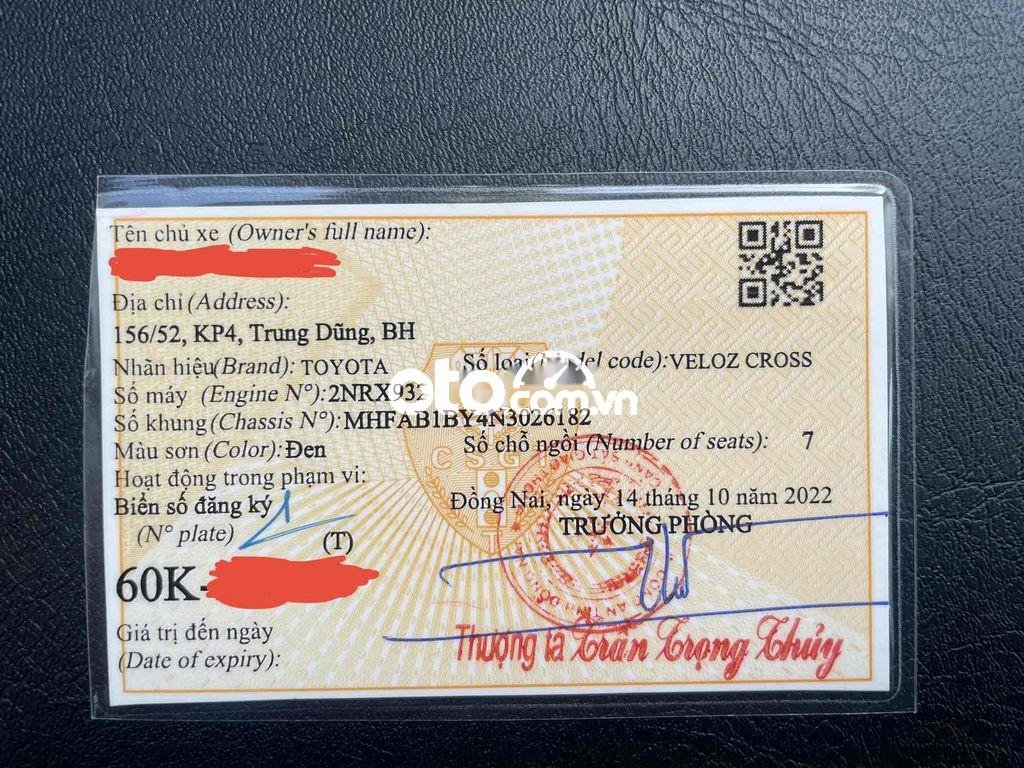 Tên chủ xe (Owner's full name):
Địa chỉ (Address):
156/52, KP4, Trung Dũng, BH
Nhãn hiệu(Brand): TOYOTA Số loại(Model code):VELOZ CROSS
Số máy (Engine N°):2NRX932
Số khung (Chassis N°):MHFAB1BY4N3026182
Màu sơn (Color):Đen Số chỗ ngồi (Number of seats): 7
Hoạt động trong phạm vi:
Biển số đăng ký Đồng Nai, ngày 14 tháng 10 năm 2022
(N° plate) (T) TRƯỞNG PHÒNG
60K-
Giá trị đến ngày
(Date of expiry):
Thượng tá Trần Trọng Thủy
oto.com.vn
CSGT